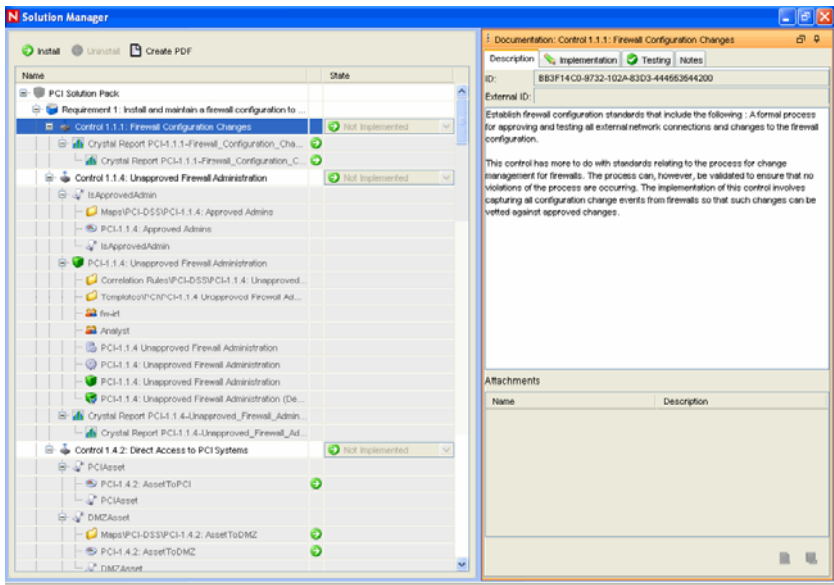 Solution Manager
Install Uninstall Create PDF
Name State
PCI Solution Pack
Requirement 1: Install and maintain a firewall configuration to ...
Control 1.1.1: Firewall Configuration Changes Not Implemented
Crystal Report PCI-1.1.1-Firewall_Configuration_Cha...
Crystal Report PCI-1.1.1-Firewall_Configuration_C...
Control 1.1.4: Unapproved Firewall Administration Not Implemented
IsApprovedAdmin
Maps\PCI-DSS\PCI-1.1.4: Approved Admins
PCI-1.1.4: Approved Admins
IsApprovedAdmin
PCI-1.1.4: Unapproved Firewall Administration
Correlation Rules\PCI-DSS\PCI-1.1.4: Unapproved...
PCI-1.1.4 Unapproved Firewall Ad...
Analyst
PCI-1.1.4 Unapproved Firewall Administration
PCI-1.1.4: Unapproved Firewall Administration
PCI-1.1.4: Unapproved Firewall Administration
PCI-1.1.4: Unapproved Firewall Administration (De...
Crystal Report PCI-1.1.4-Unapproved_Firewall_Admin...
Crystal Report PCI-1.1.4-Unapproved_Firewall_Ad...
Control 1.4.2: Direct Access to PCI Systems Not Implemented
PCIAsset
PCI-1.4.2: AssetToPCI
PCIAsset
DMZAsset
Maps\PCI-DSS\PCI-1.4.2: AssetToDMZ
PCI-1.4.2: AssetToDMZ
DMZAsset
Documentation: Control 1.1.1: Firewall Configuration Changes
Description Implementation Testing Notes
ID: BB3F14C0-9732-102A-83D3-444553544200
External ID:
Establish firewall configuration standards that include the following : A formal process
for approving and testing all external network connections and changes to the firewall
configuration.
This control has more to do with standards relating to the process for change
management for firewalls. The process can, however, be validated to ensure that no
violations of the process are occurring. The implementation of this control involves
capturing all configuration change events from firewalls so that such changes can be
vetted against approved changes.
Attachments
Name Description